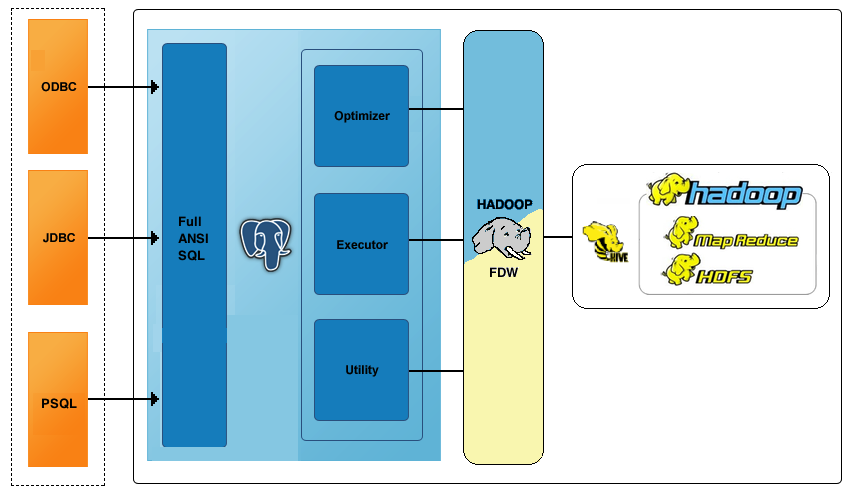 ODBC
JDBC
PSQL
Full
ANSI
SQL
Optimizer
Executor
Utility
HADOOP
FDW
HIVE
hadoop
Map Reduce
HDFS